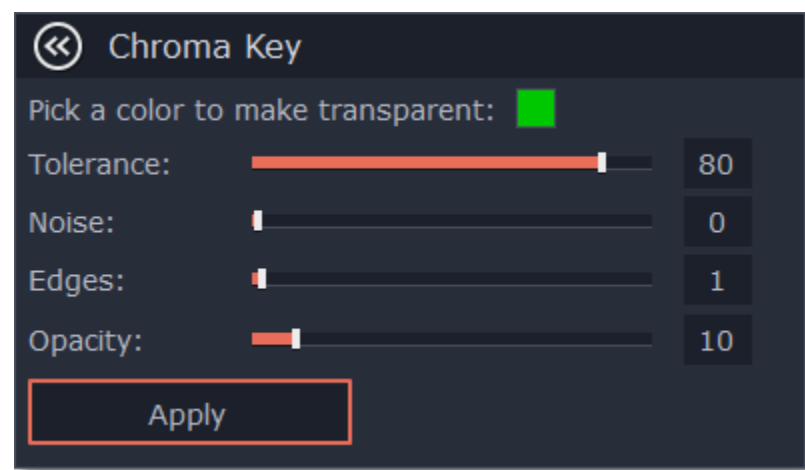 Chroma Key
Pick a color to make transparent:
Tolerance: 80
Noise: 0
Edges: 1
Opacity: 10
Apply